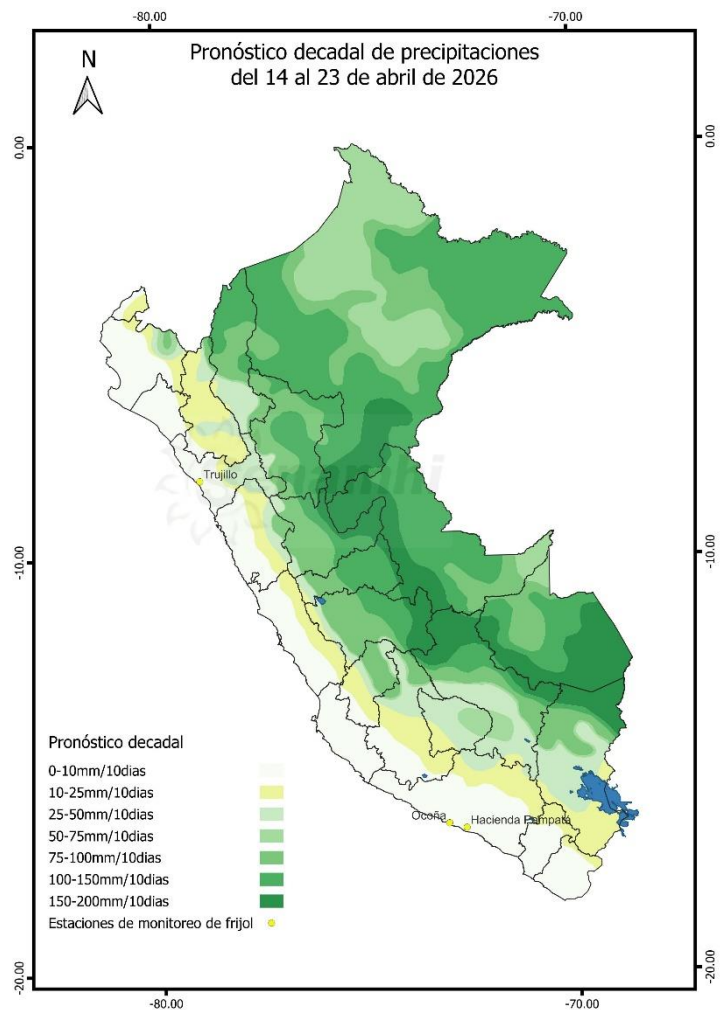 -80.00
-70.00
Pronóstico decadal de precipitaciones
del 14 al 23 de abril de 2026
N
0.00
0.00
Trujillo
senamhi
-10.00
-10.00
Pronóstico decadal
0-10mm/10dias
10-25mm/10dias
25-50mm/10dias
50-75mm/10dias
75-100mm/10dias
100-150mm/10dias
150-200mm/10dias
Estaciones de monitoreo de frijol
Ocoña
Hacienda Pampata
-20.00
-20.00
-80.00
-70.00